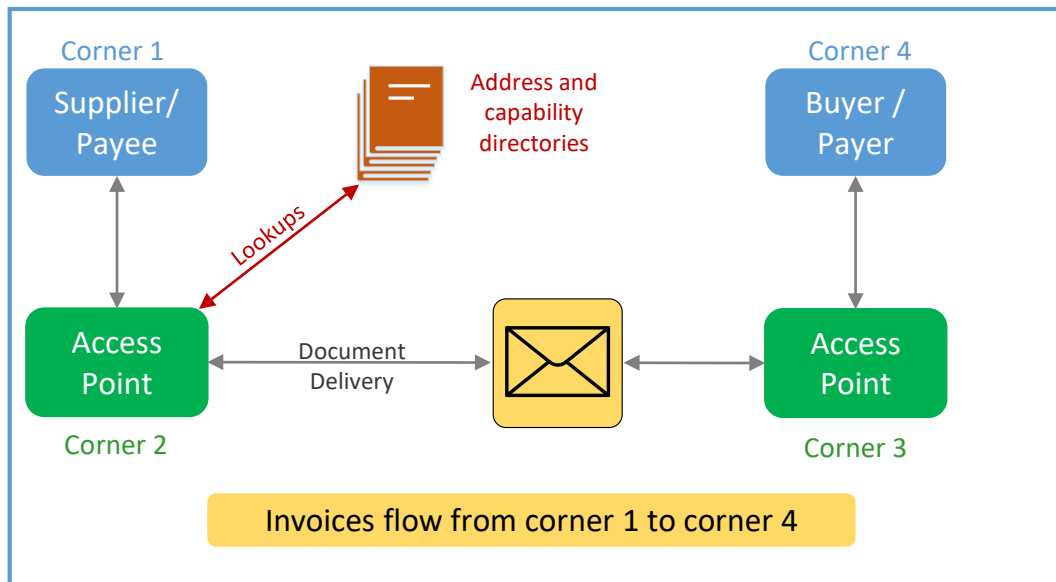 Corner 1
Supplier/
Payee
Address and
capability
directories
Corner 4
Buyer /
Payer
Lookups
Access
Point
Corner 2
Document
Delivery
Access
Point
Corner 3
Invoices flow from corner 1 to corner 4